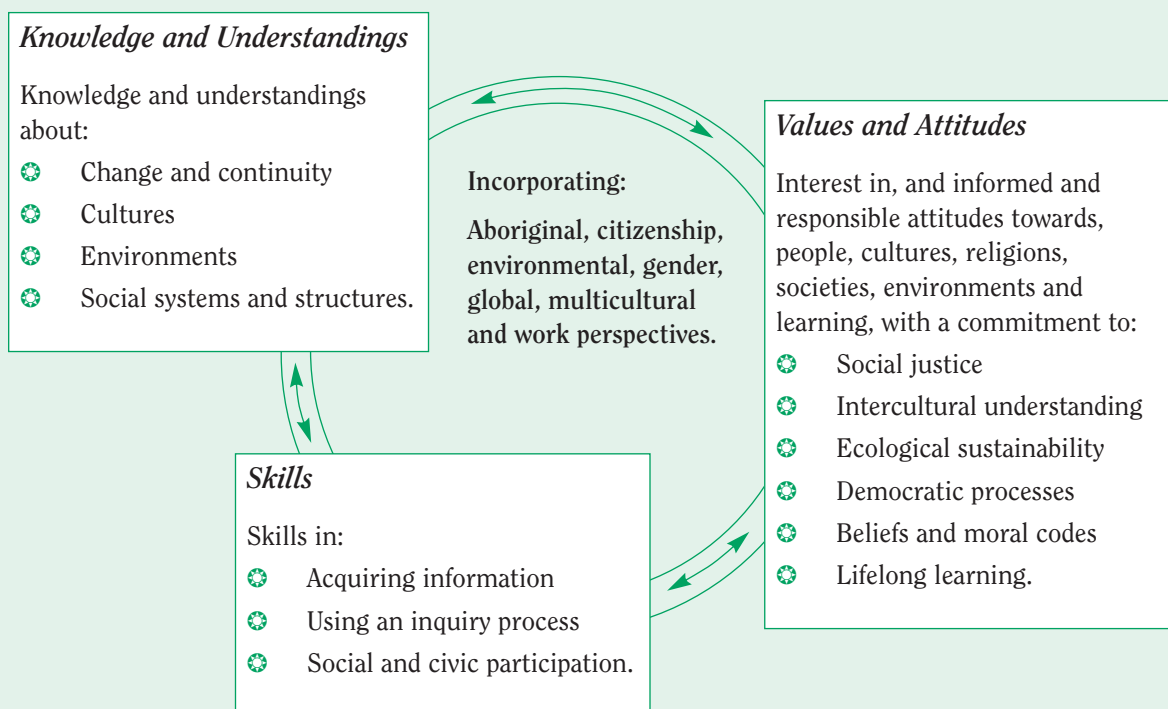 Knowledge and Understandings
Knowledge and understandings
about:
Change and continuity
Cultures
Environments
Social systems and structures.
Incorporating:
Aboriginal, citizenship,
environmental, gender,
global, multicultural
and work perspectives.
Values and Attitudes
Interest in, and informed and
responsible attitudes towards,
people, cultures, religions,
societies, environments and
learning, with a commitment to:
Social justice
Intercultural understanding
Ecological sustainability
Democratic processes
Beliefs and moral codes
Lifelong learning.
Skills
Skills in:
Acquiring information
Using an inquiry process
Social and civic participation.